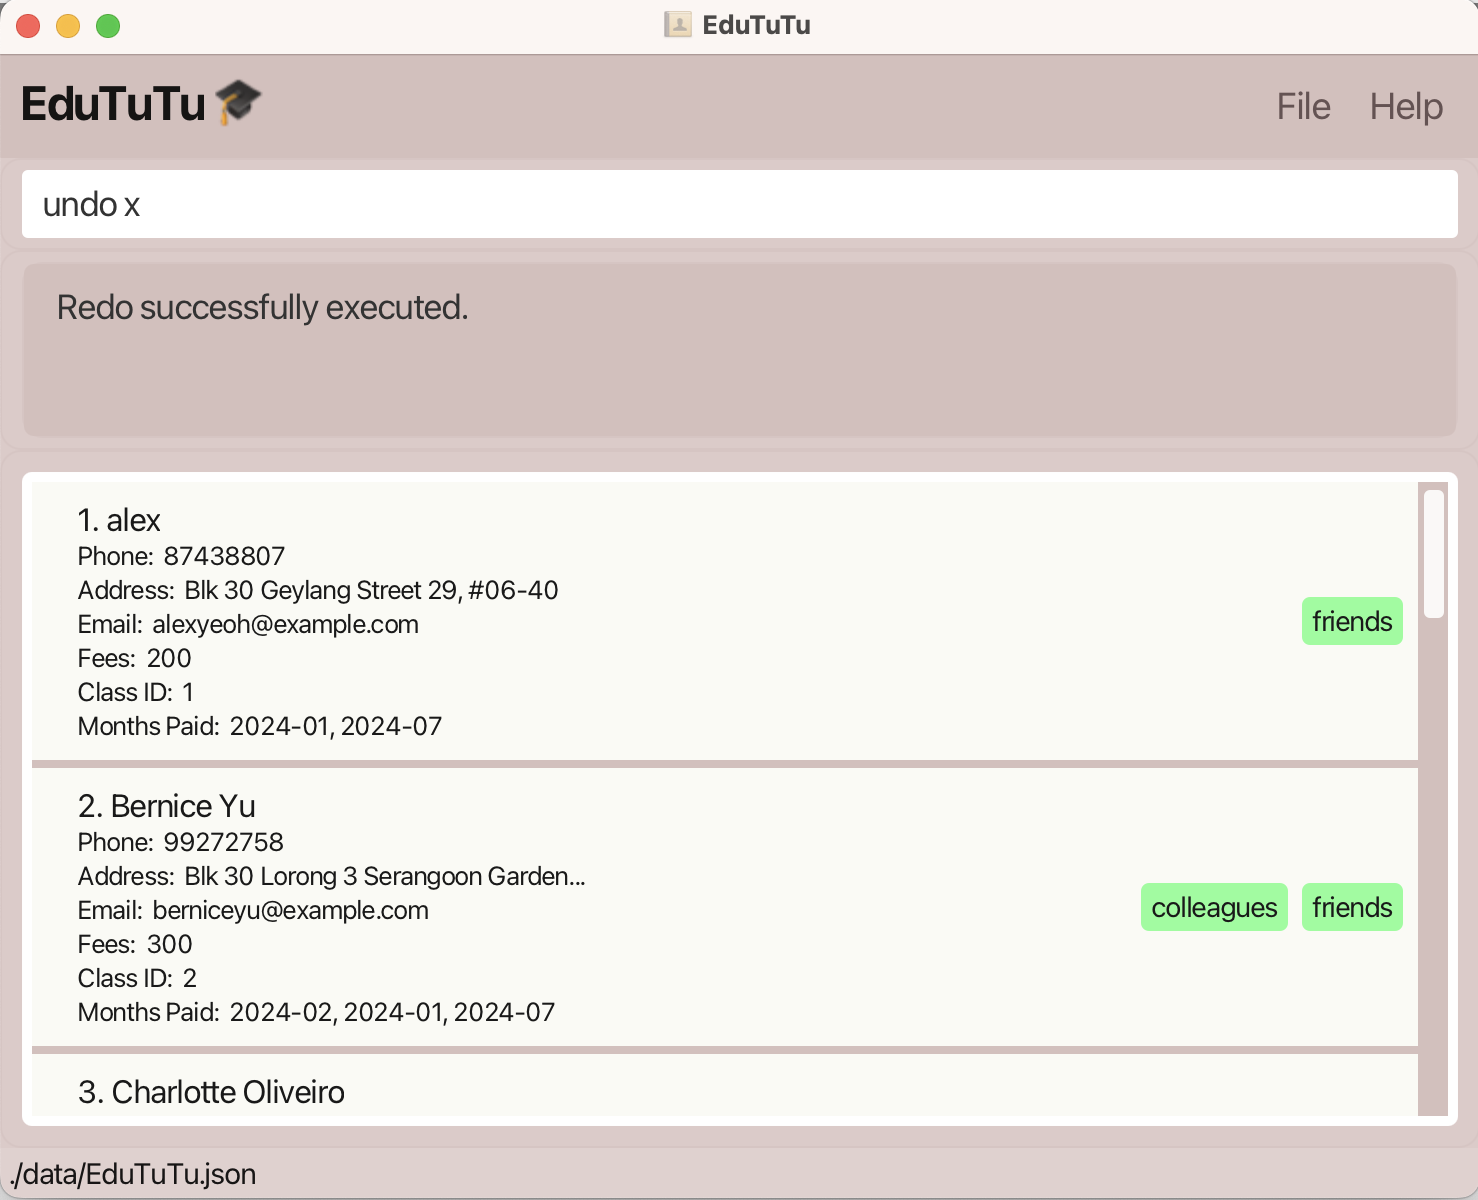 EduTuTu
EduTuTu
File Help
undo x
Redo successfully executed.
1. alex
Phone: 87438807
Address: Blk 30 Geylang Street 29, #06-40
Email: alexyeoh@example.com
Fees: 200
Class ID: 1
Months Paid: 2024-01, 2024-07
friends
2. Bernice Yu
Phone: 99272758
Address: Blk 30 Lorong 3 Serangoon Garden...
Email: berniceyu@example.com
Fees: 300
Class ID: 2
Months Paid: 2024-02, 2024-01, 2024-07
colleagues friends
3. Charlotte Oliveiro
./data/EduTuTu.json